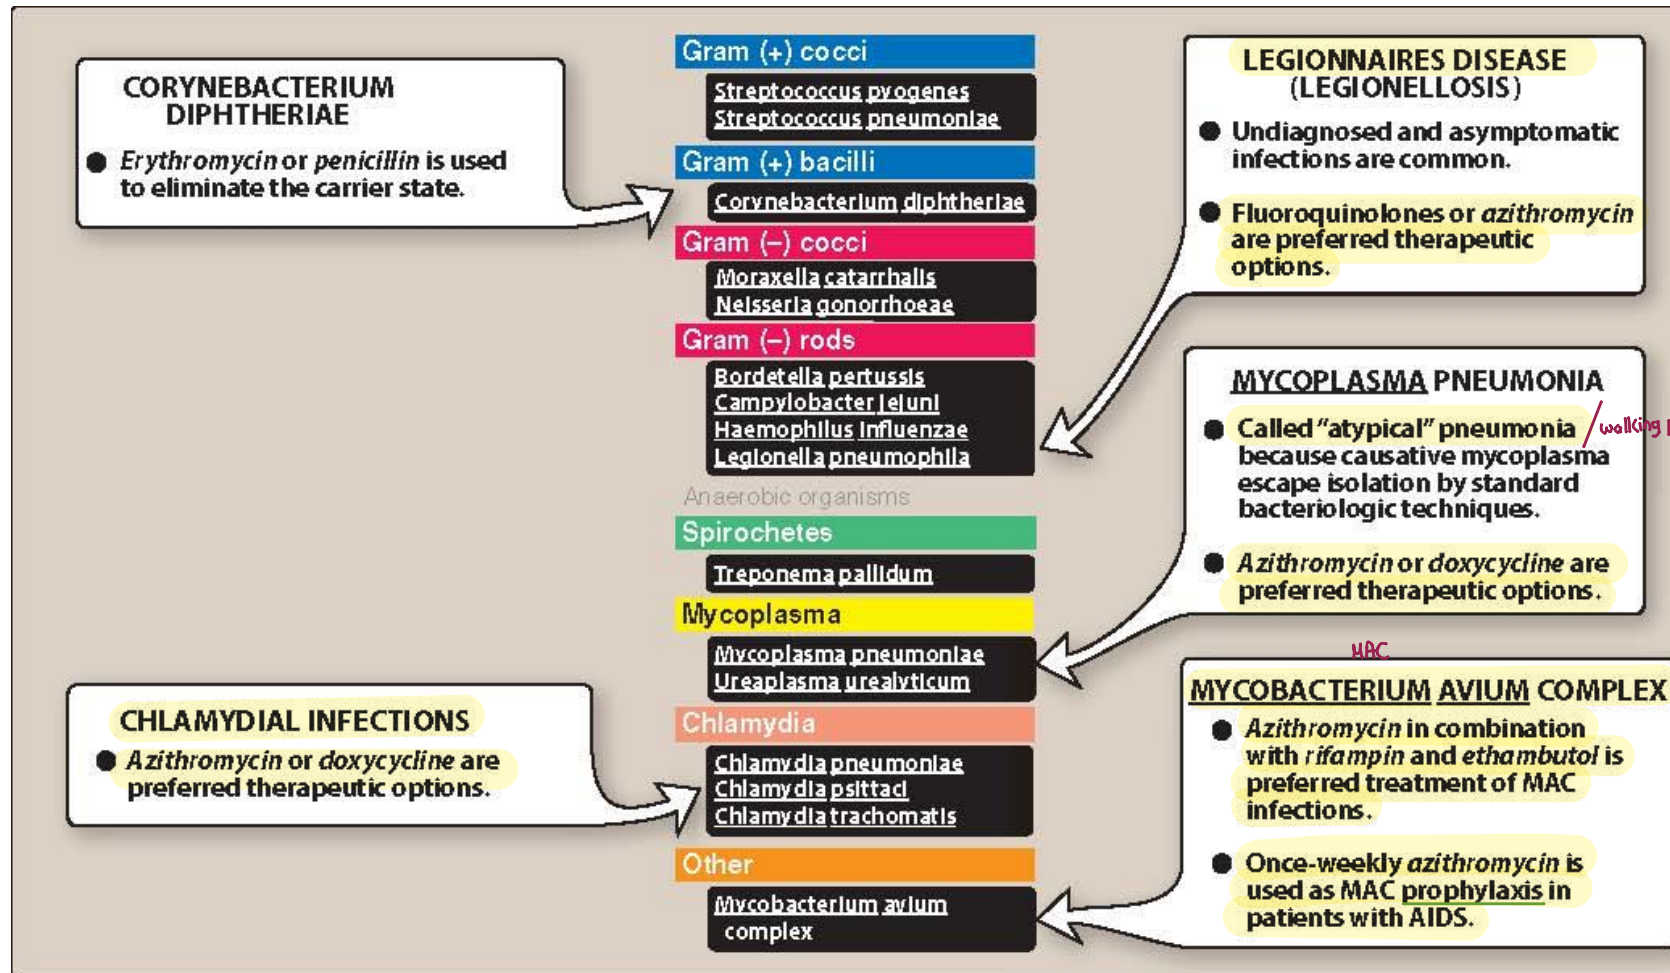 CORYNEBACTERIUM
DIPHTHERIAE
● Erythromycin or penicillin is used
to eliminate the carrier state.
Gram (+) cocci
Streptococcus pyogenes
Streptococcus pneumoniae
Gram (+) bacilli
Corynebacterium diphtheriae
Gram (–) cocci
Moraxella catarrhalis
Neisseria gonorrhoeae
Gram (–) rods
Bordetella pertussis
Campylobacter jejuni
Haemophilus influenzae
Legionella pneumophila
Anaerobic organisms
Spirochetes
Treponema pallidum
Mycoplasma
Mycoplasma pneumoniae
Ureaplasma urealyticum
Chlamydia
Chlamydia pneumoniae
Chlamydia psittaci
Chlamydia trachomatis
Other
Mycobacterium avium
complex
CHLAMYDIAL INFECTIONS
● Azithromycin or doxycycline are
preferred therapeutic options.
LEGIONNAIRES DISEASE
(LEGIONELLOSIS)
● Undiagnosed and asymptomatic
infections are common.
● Fluoroquinolones or azithromycin
are preferred therapeutic
options.
MYCOPLASMA PNEUMONIA
● Called "atypical" pneumonia / walking
because causative mycoplasma
escape isolation by standard
bacteriologic techniques.
● Azithromycin or doxycycline are
preferred therapeutic options.
MAC
MYCOBACTERIUM AVIUM COMPLEX
● Azithromycin in combination
with rifampin and ethambutol is
preferred treatment of MAC
infections.
● Once-weekly azithromycin is
used as MAC prophylaxis in
patients with AIDS.